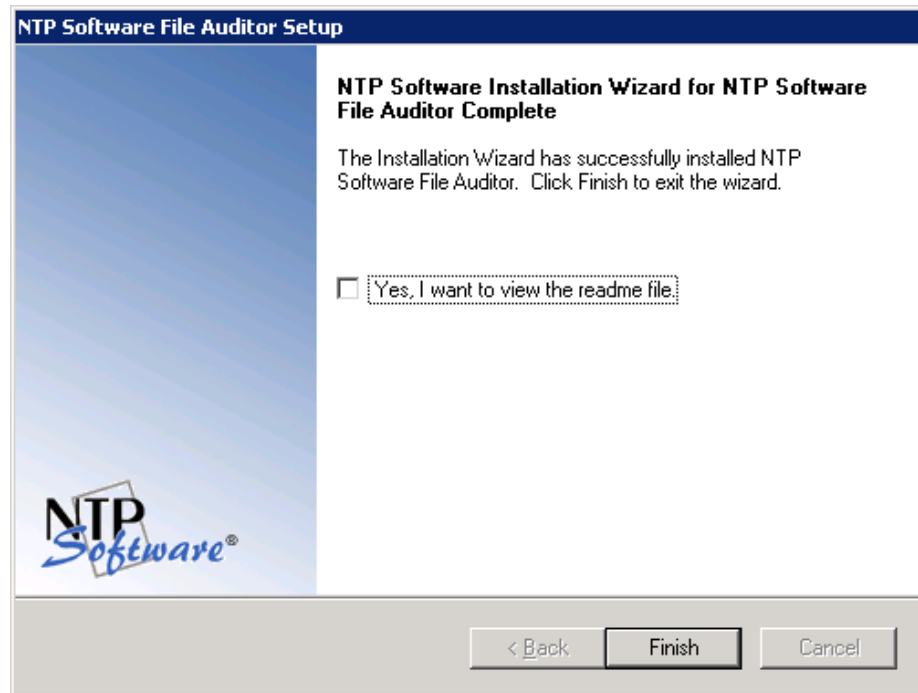 NTP Software File Auditor Setup
NTP Software Installation Wizard for NTP Software
File Auditor Complete
The Installation Wizard has successfully installed NTP
Software File Auditor. Click Finish to exit the wizard.
Yes, I want to view the readme file.
NTP
Software®
< Back
Finish
Cancel